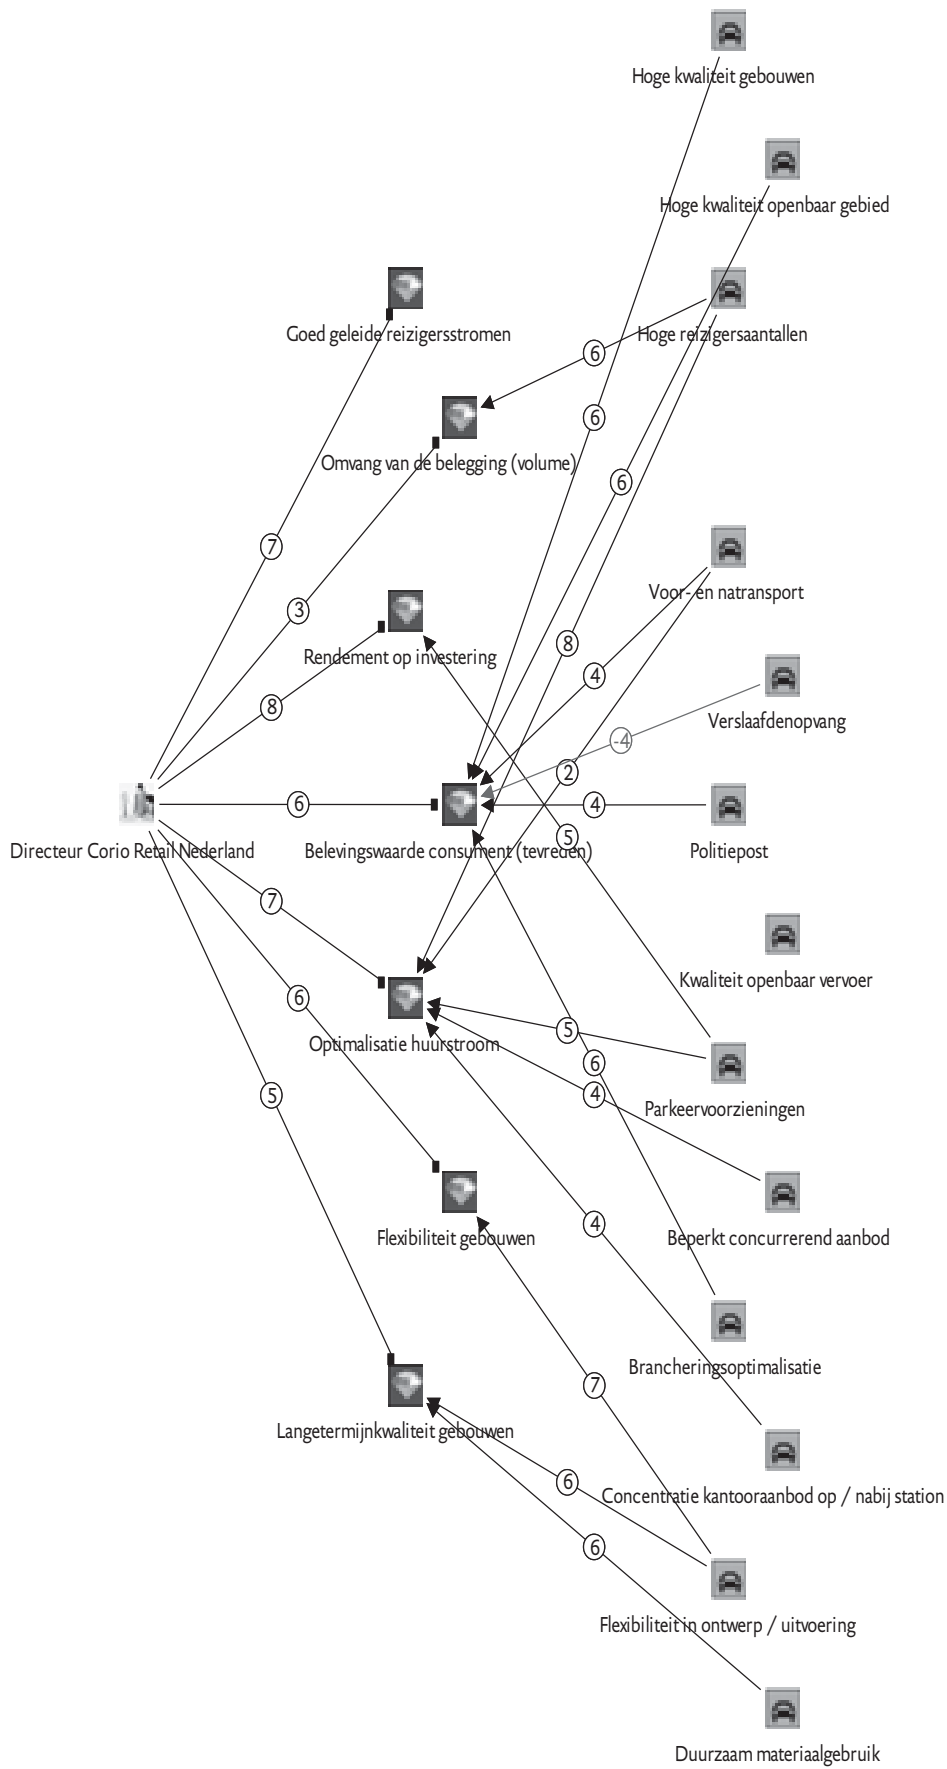 Hoge kwaliteit gebouwen
Hoge kwaliteit openbaar gebied
Goed geleide reizigersstromen
Hoge reizigersaantallen
6
6
Omvang van de belegging (volume)
6
7
Voor- en natransport
3
8
Rendement op investering
4
8
Verslaafdenopvang
-4
2
6
4
5
Directeur Corio Retail Nederland
Belevingswaarde consument (tevreden)
Politiepost
7
Kwaliteit openbaar vervoer
6
5
Optimalisatie huurstroom
6
5
4
Parkeervoorzieningen
4
Flexibiliteit gebouwen
Beperkt concurrerend aanbod
Brancheringsoptimalisatie
7
Langetermijnkwaliteit gebouwen
6
Concentratie kantooraanbod op / nabij station
6
Flexibiliteit in ontwerp / uitvoering
Duurzaam materiaalgebruik